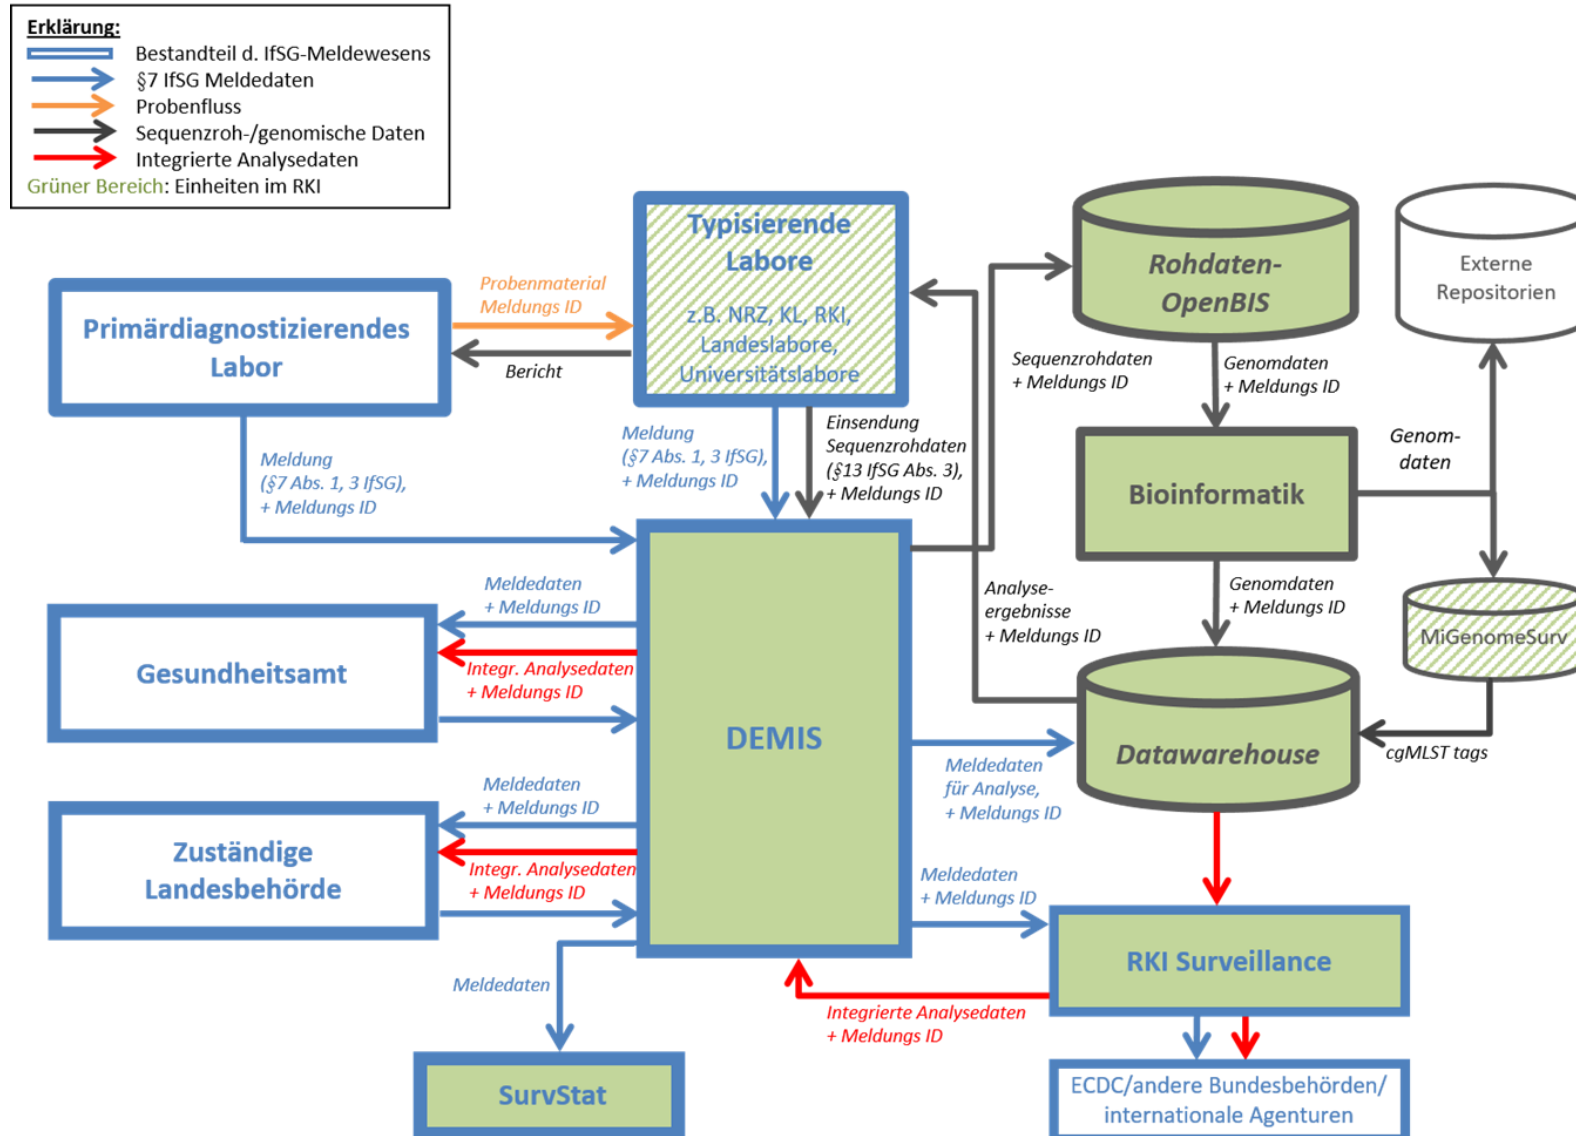 Erklärung:
Bestandteil d. IfSG-Meldewesens
§7 IfSG Meldedaten
Probenfluss
Sequenzroh-/genomische Daten
Integrierte Analysedaten
Grüner Bereich: Einheiten im RKI
Primärdiagnostizierendes
Labor
Probenmaterial
Meldungs ID
Bericht
Typisierende
Labore
z.B. NRZ, KL, RKI,
Landeslabore,
Universitätslabore
Rohdaten-
OpenBIS
Externe
Repositorien
Sequenzrohdaten
+ Meldungs ID
Genomdaten
+ Meldungs ID
Meldung
(§7 Abs. 1, 3 IfSG),
+ Meldungs ID
Meldung
(§7 Abs. 1, 3 IfSG),
+ Meldungs ID
Einsendung
Sequenzrohdaten
(§13 IfSG Abs. 3),
+ Meldungs ID
Bioinformatik
Genom-
daten
Meldedaten
+ Meldungs ID
Gesundheitsamt
Integr. Analysedaten
+ Meldungs ID
DEMIS
Analyse-
ergebnisse
+ Meldungs ID
Genomdaten
+ Meldungs ID
MiGenomeSurv
Datawarehouse
cgMLST tags
Meldedaten
für Analyse,
+ Meldungs ID
Meldedaten
+ Meldungs ID
Zuständige
Landesbehörde
Integr. Analysedaten
+ Meldungs ID
Meldedaten
+ Meldungs ID
RKI Surveillance
Meldedaten
Integrierte Analysedaten
+ Meldungs ID
SurvStat
ECDC/andere Bundesbehörden/
internationale Agenturen